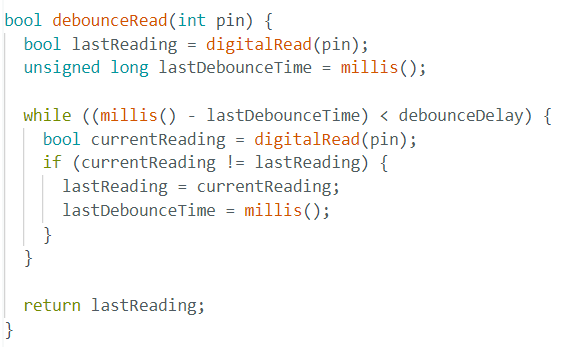 bool debounceRead(int pin) {
  bool lastReading = digitalRead(pin);
  unsigned long lastDebounceTime = millis();

  while ((millis() - lastDebounceTime) < debounceDelay) {
    bool currentReading = digitalRead(pin);
    if (currentReading != lastReading) {
      lastReading = currentReading;
      lastDebounceTime = millis();
    }
  }

  return lastReading;
}